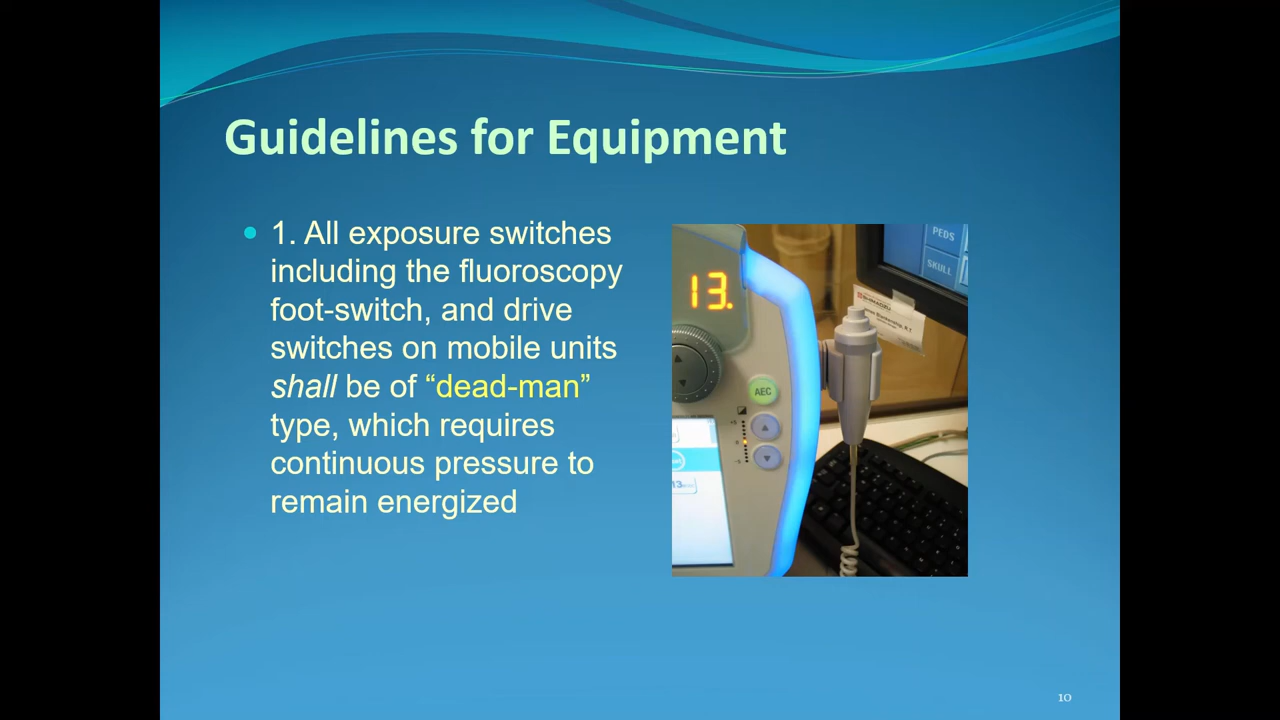 Guidelines for Equipment
• 1. All exposure switches
including the fluoroscopy
foot-switch, and drive
switches on mobile units
shall be of “dead-man”
type, which requires
continuous pressure to
remain energized
13.
AEC
PEDS
SKULL
10